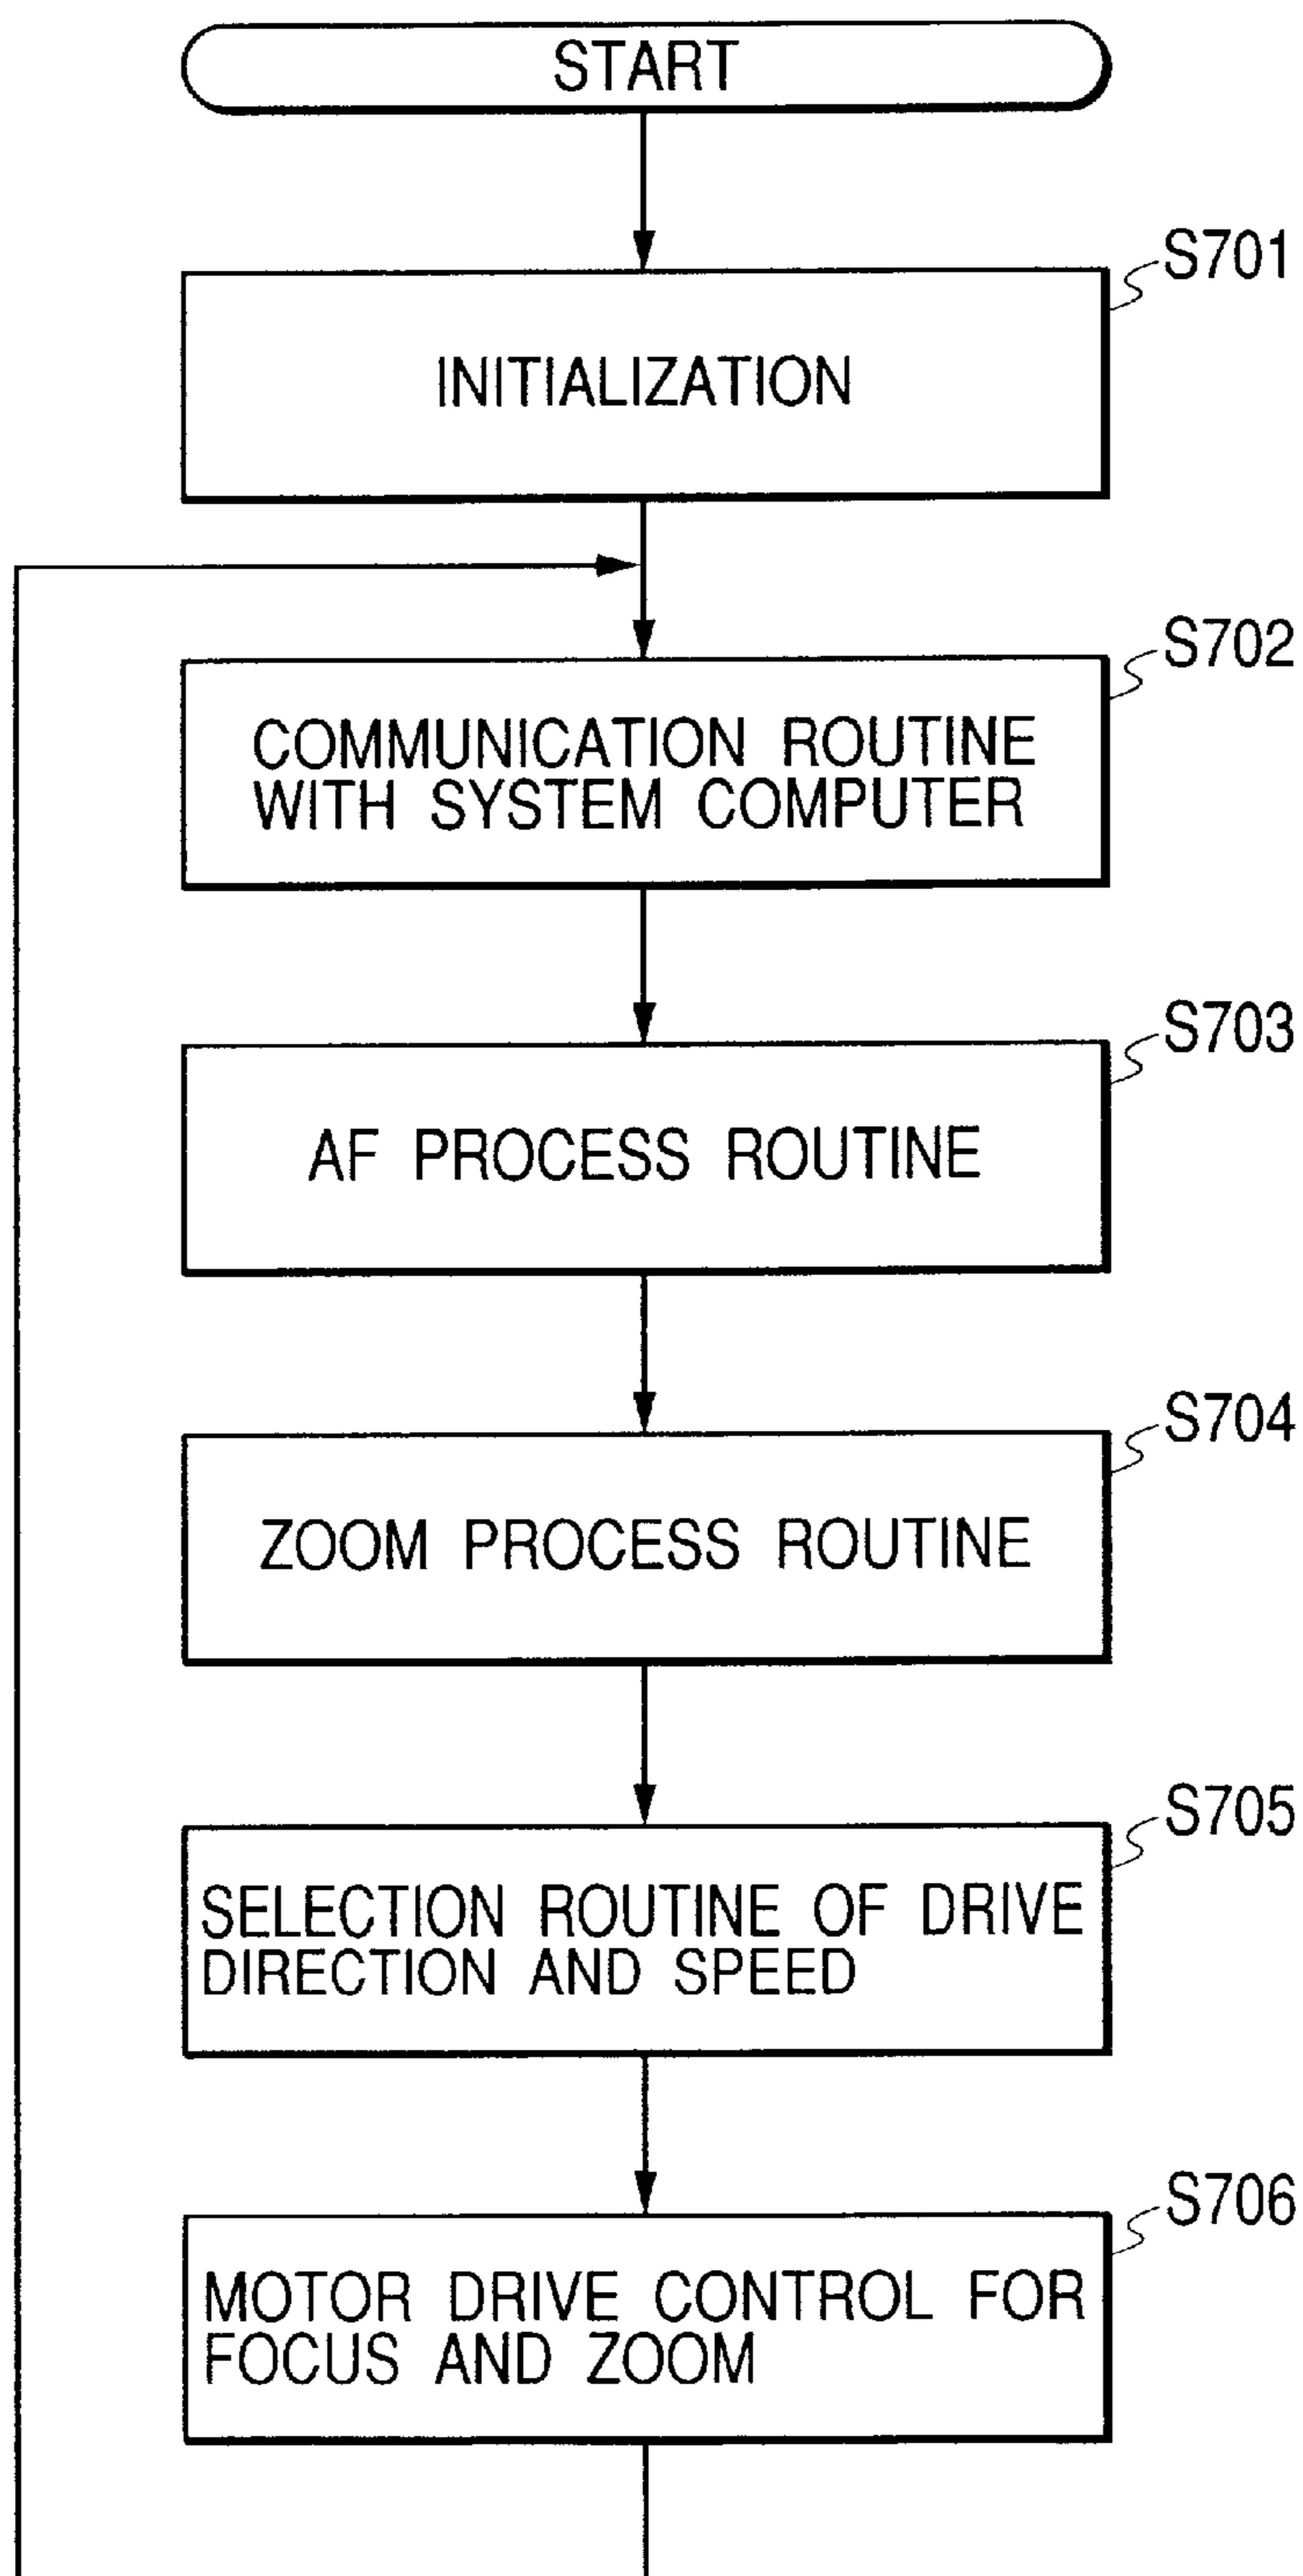 START
S701
INITIALIZATION
S702
COMMUNICATION ROUTINE
WITH SYSTEM COMPUTER
S703
AF PROCESS ROUTINE
S704
ZOOM PROCESS ROUTINE
S705
SELECTION ROUTINE OF DRIVE
DIRECTION AND SPEED
S706
MOTOR DRIVE CONTROL FOR
FOCUS AND ZOOM